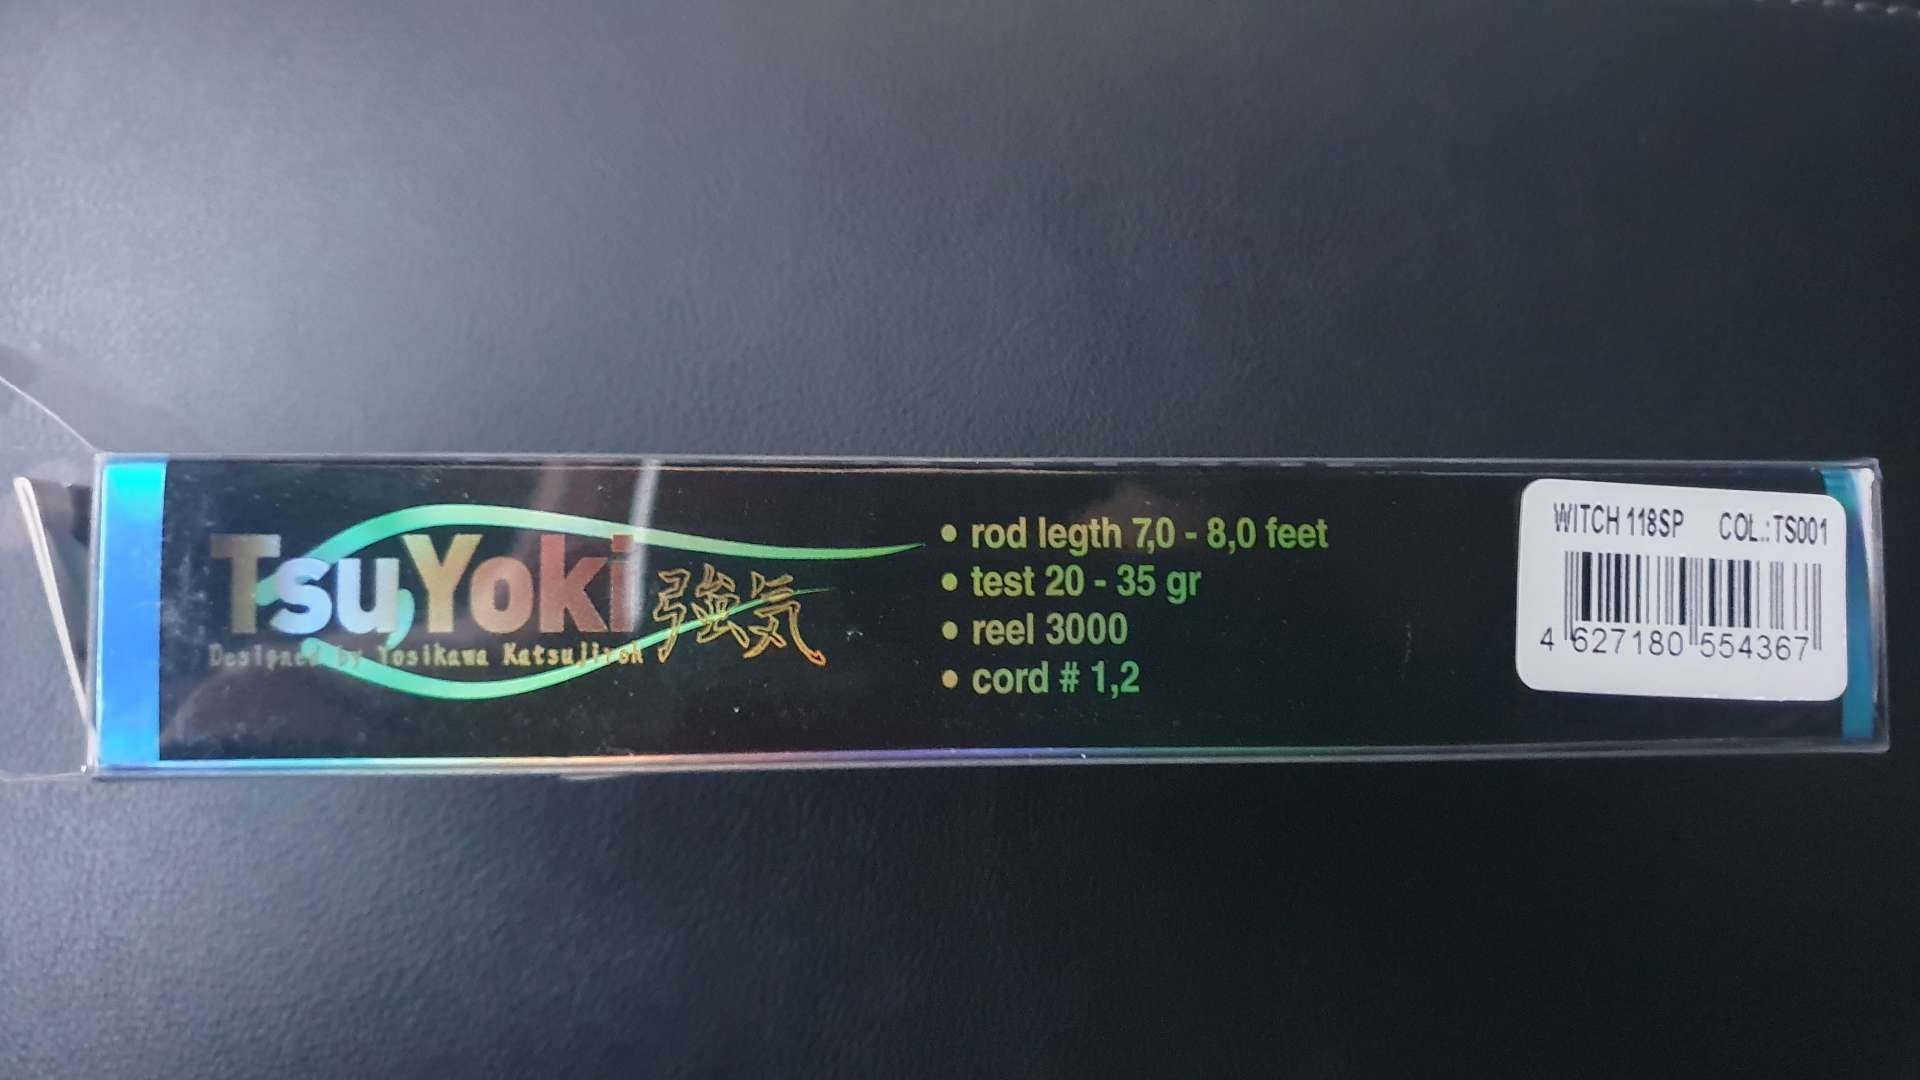 TsuYoki 強気
Designed by Yosikawa Katsujiroh
• rod legth 7,0 - 8,0 feet
• test 20 - 35 gr
• reel 3000
• cord # 1,2
WITCH 118SP COL.:TS001
4 627180 554367